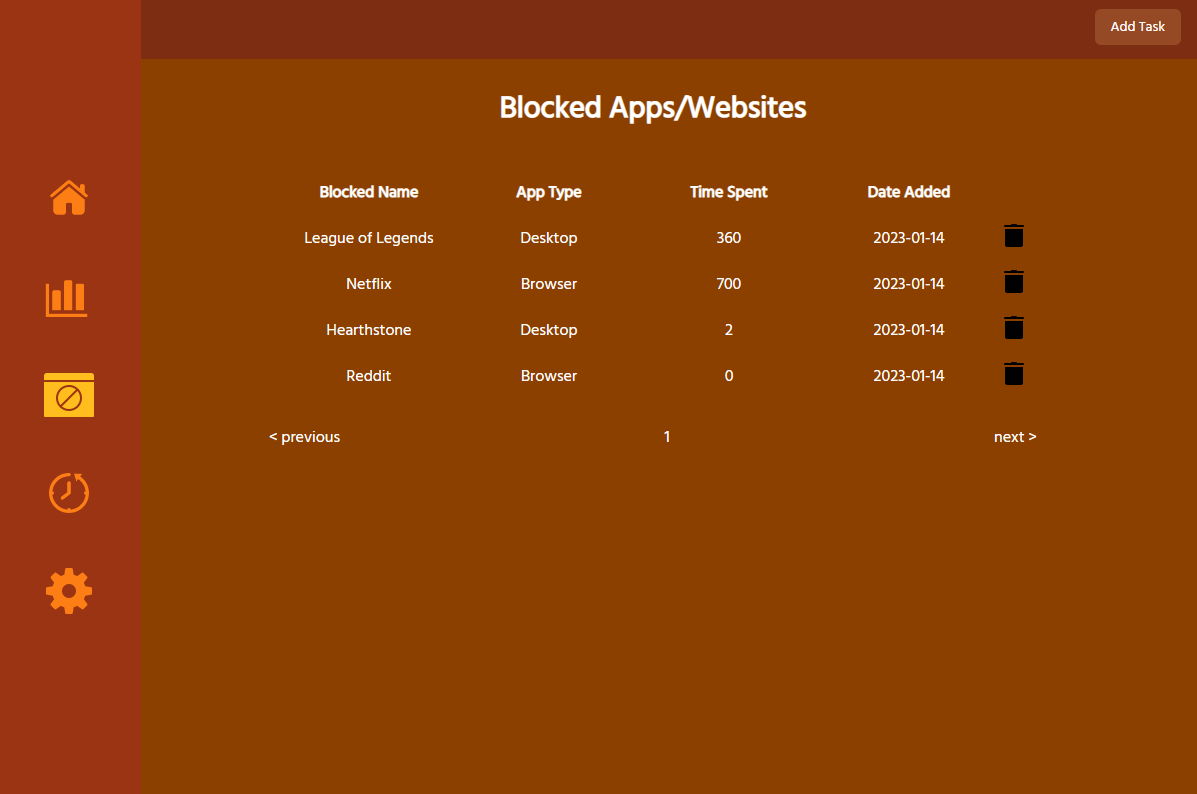 Add Task
Blocked Apps/Websites
Blocked Name App Type Time Spent Date Added
League of Legends Desktop 360 2023-01-14
Netflix Browser 700 2023-01-14
Hearthstone Desktop 2 2023-01-14
Reddit Browser 0 2023-01-14
< previous 1 next >